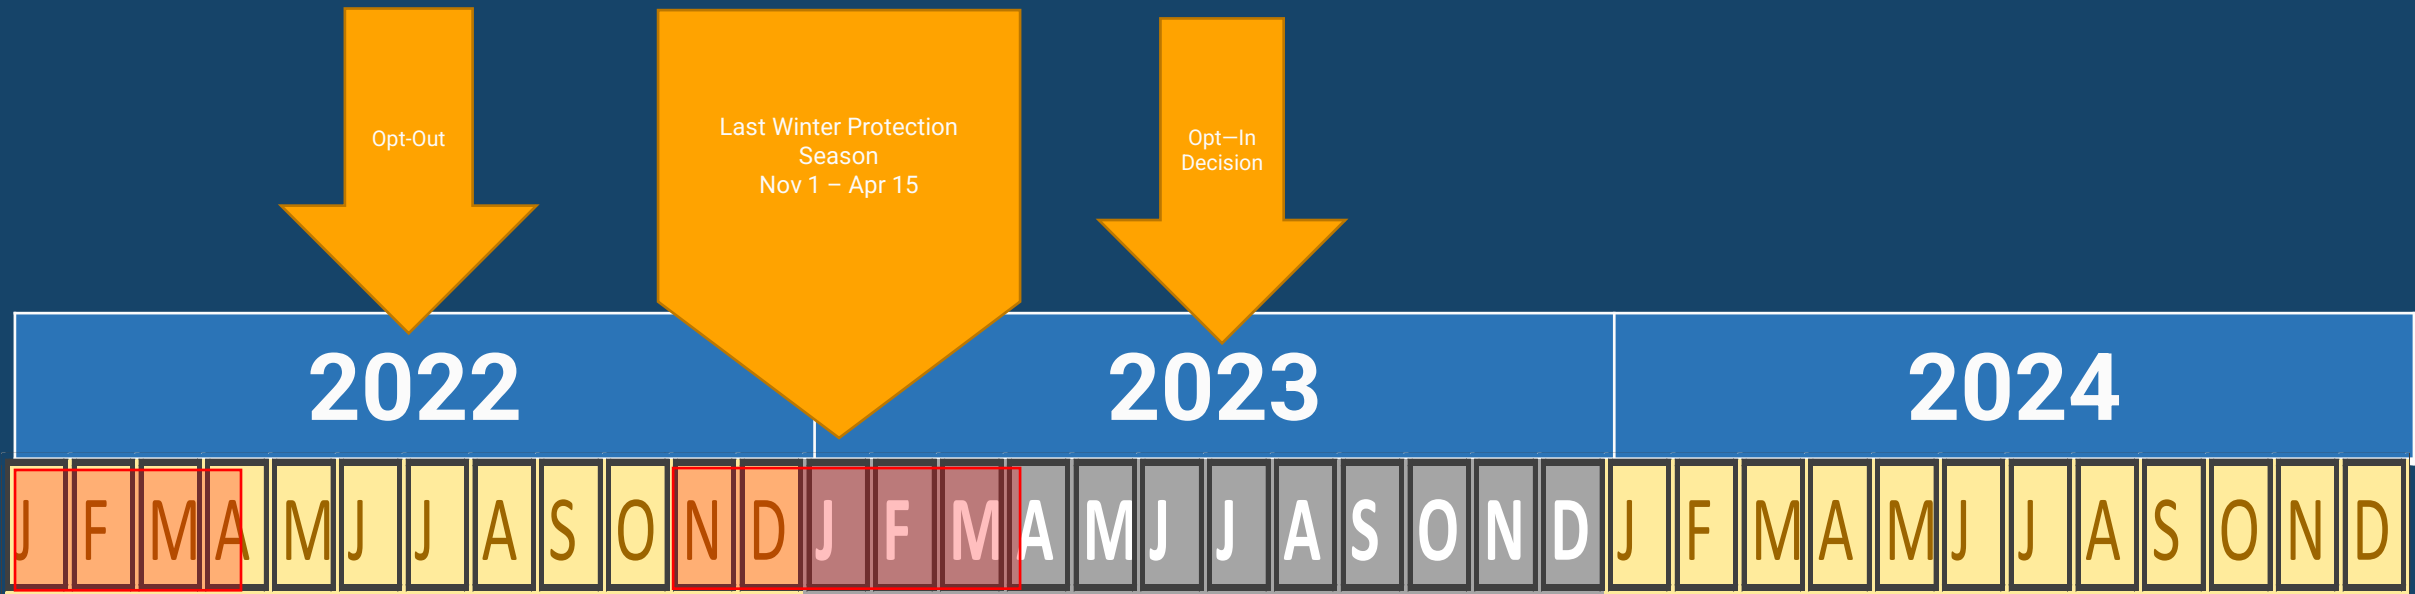 Opt-Out
Last Winter Protection
Season
Nov 1 – Apr 15
Opt—In
Decision
2022 2023 2024
J F M A M J J A S O N D J F M A M J J A S O N D J F M A M J J A S O N D